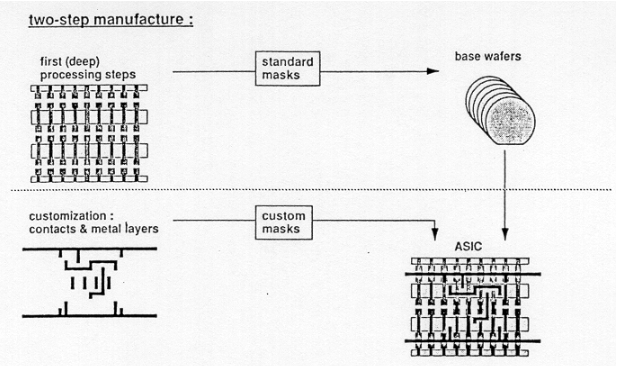 two-step manufacture :
first (deep)
processing steps
standard
masks
base wafers
customization :
contacts & metal layers
custom
masks
ASIC